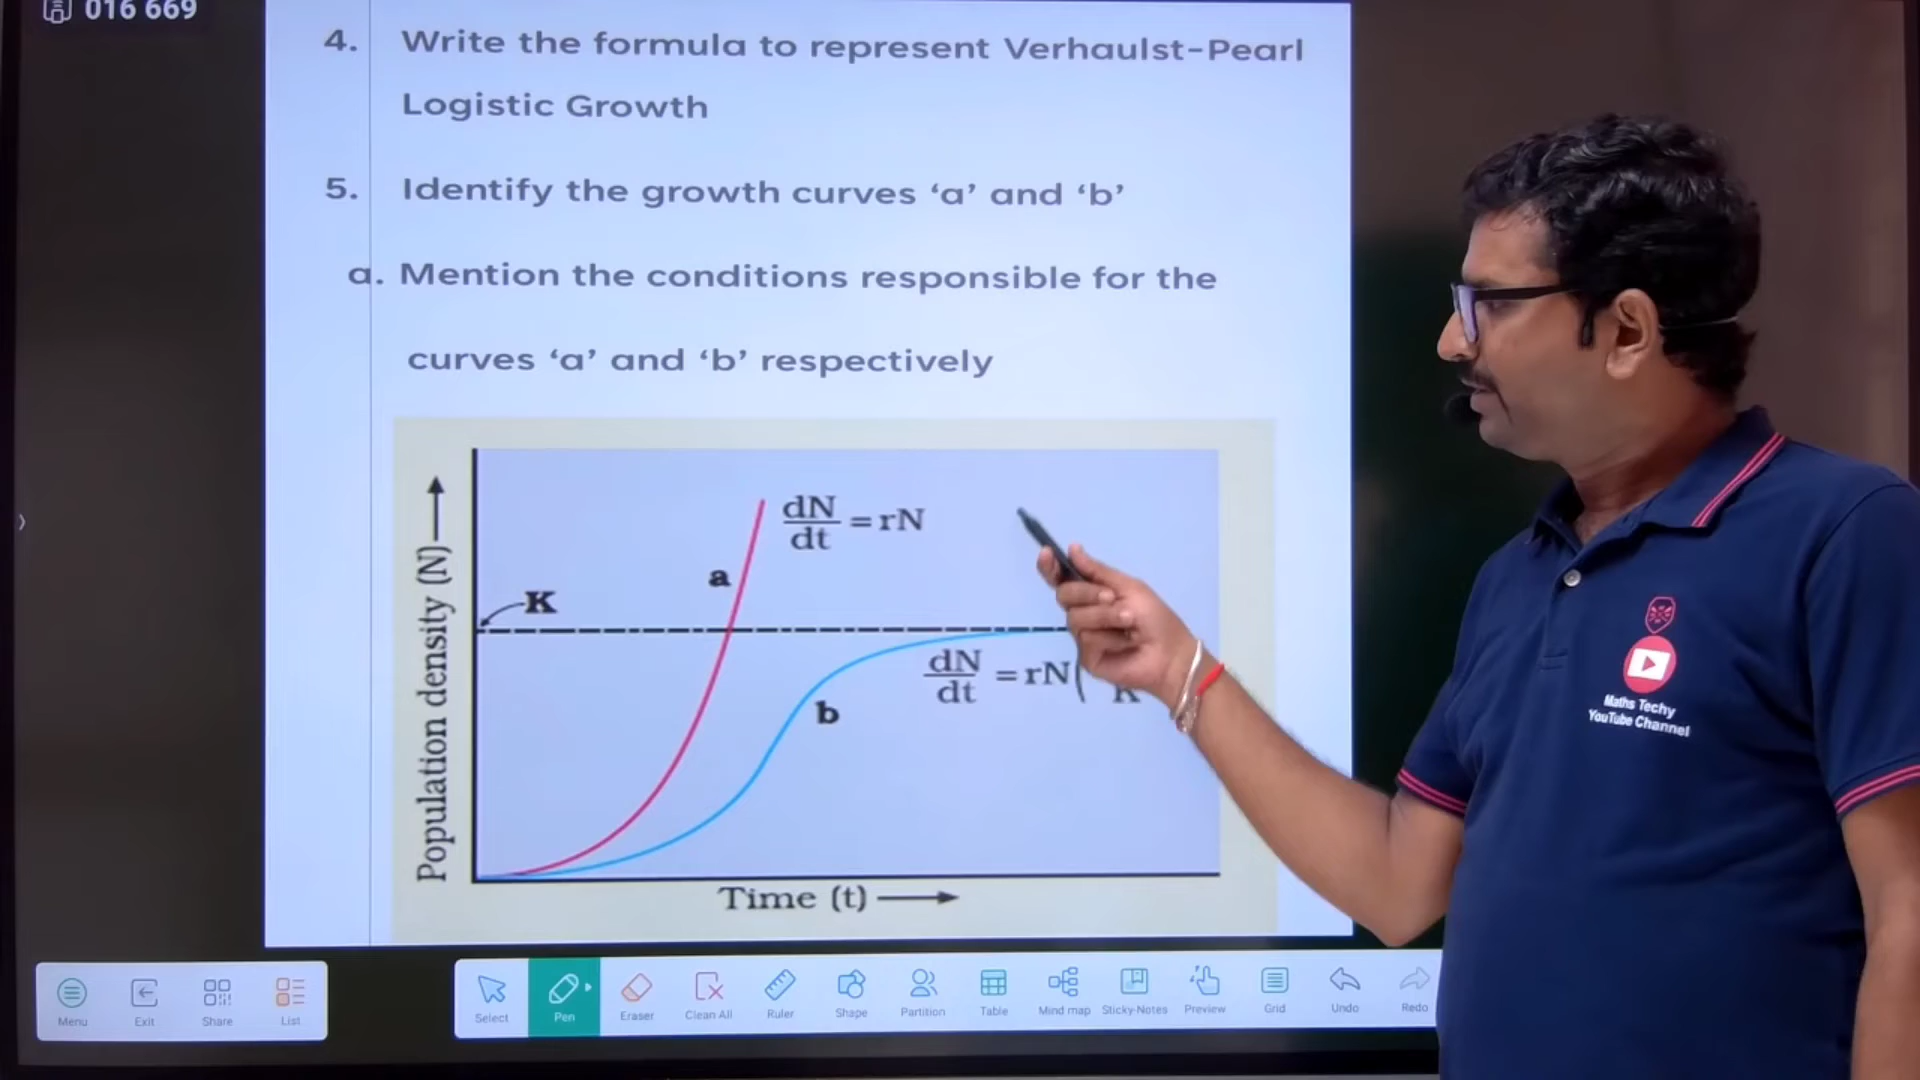 016 669
4. Write the formula to represent Verhaulst-Pearl
Logistic Growth
5. Identify the growth curves ‘a’ and ‘b’
a. Mention the conditions responsible for the
curves ‘a’ and ‘b’ respectively
Population density (N)
K
a
dN
dt
=rN
b
dN
dt
=rN(
K
Time (t)
Maths Techy
YouTube Channel
Menu
Exit
Share
List
Select
Pen
Eraser
Clean All
Ruler
Shape
Partition
Table
Mind map
Sticky-Notes
Preview
Grid
Undo
Redo